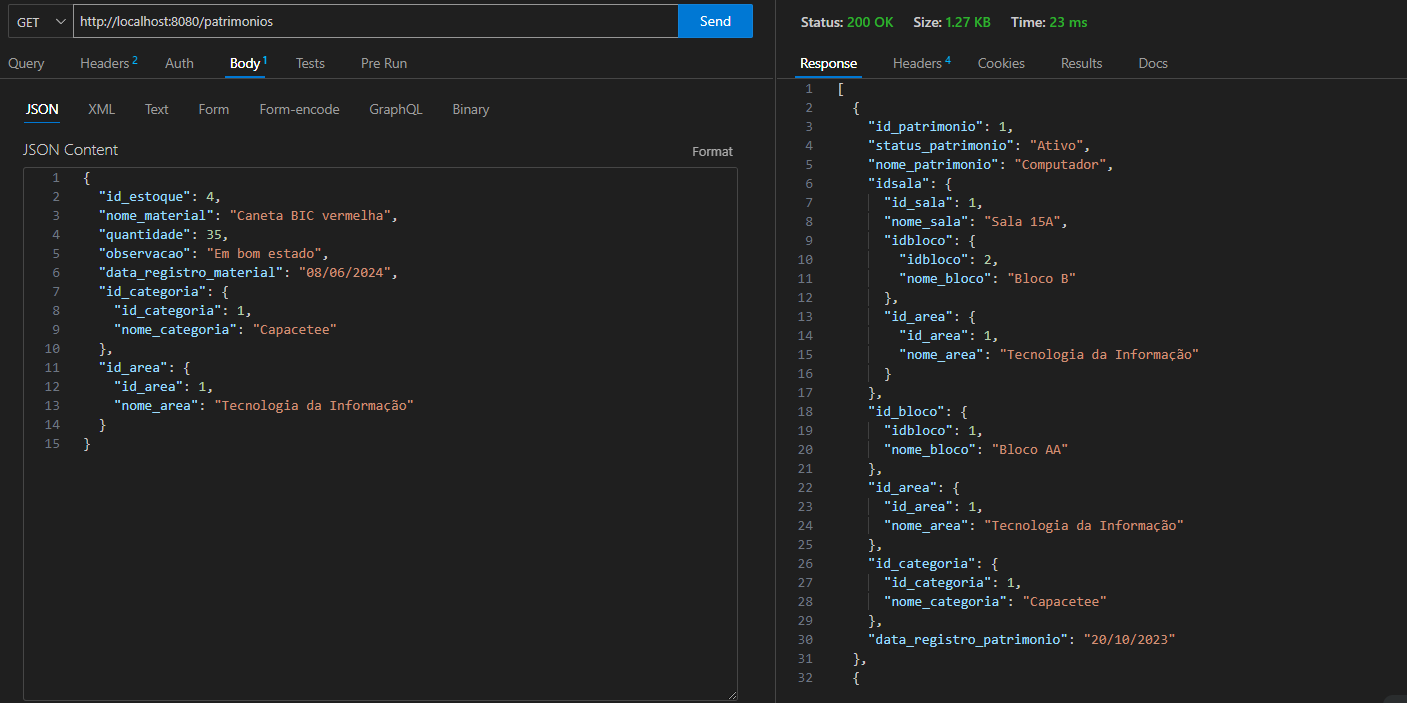 GET http://localhost:8080/patrimonios Send
Query Headers 2 Auth Body 1 Tests Pre Run
JSON XML Text Form Form-encode GraphQL Binary
JSON Content Format
1 {
2 "id_estoque": 4,
3 "nome_material": "Caneta BIC vermelha",
4 "quantidade": 35,
5 "observacao": "Em bom estado",
6 "data_registro_material": "08/06/2024",
7 "id_categoria": {
8 "id_categoria": 1,
9 "nome_categoria": "Capacetee"
10 },
11 "id_area": {
12 "id_area": 1,
13 "nome_area": "Tecnologia da Informação"
14 }
15 }
Status: 200 OK Size: 1.27 KB Time: 23 ms
Response Headers 4 Cookies Results Docs
1 [
2 {
3 "id_patrimonio": 1,
4 "status_patrimonio": "Ativo",
5 "nome_patrimonio": "Computador",
6 "idsala": {
7 "id_sala": 1,
8 "nome_sala": "Sala 15A",
9 "idbloco": {
10 "idbloco": 2,
11 "nome_bloco": "Bloco B"
12 },
13 "id_area": {
14 "id_area": 1,
15 "nome_area": "Tecnologia da Informação"
16 }
17 },
18 "id_bloco": {
19 "idbloco": 1,
20 "nome_bloco": "Bloco AA"
21 },
22 "id_area": {
23 "id_area": 1,
24 "nome_area": "Tecnologia da Informação"
25 },
26 "id_categoria": {
27 "id_categoria": 1,
28 "nome_categoria": "Capacetee"
29 },
30 "data_registro_patrimonio": "20/10/2023"
31 },
32 {